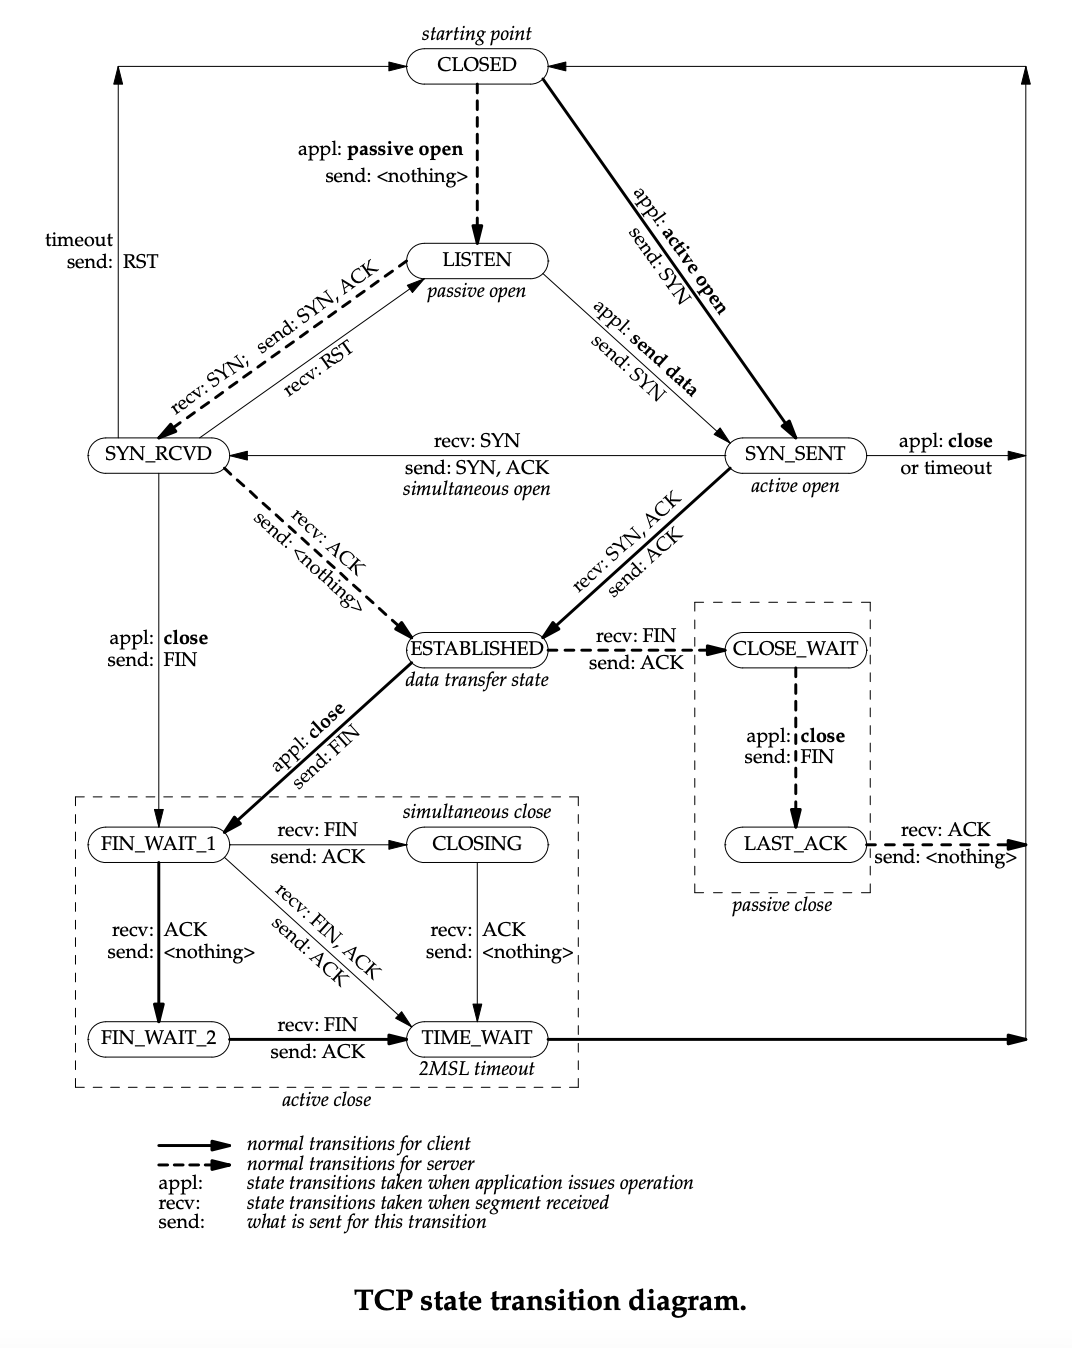 starting point
CLOSED
appl: passive open
send: <nothing>
appl: active open
send: SYN
timeout
send: RST
LISTEN
passive open
recv: SYN; send: SYN, ACK
recv: RST
appl: send data
send: SYN
SYN_RCVD
recv: SYN
send: SYN, ACK
simultaneous open
SYN_SENT
active open
appl: close
or timeout
recv: ACK
send: <nothing>
recv: SYN, ACK
send: ACK
appl: close
send: FIN
ESTABLISHED
data transfer state
recv: FIN
send: ACK
CLOSE_WAIT
appl: close
send: FIN
appl: close
send: FIN
simultaneous close
FIN_WAIT_1
recv: FIN
send: ACK
CLOSING
LAST_ACK
recv: ACK
send: <nothing>
passive close
recv: ACK
send: <nothing>
recv: FIN, ACK
send: ACK
recv: ACK
send: <nothing>
FIN_WAIT_2
recv: FIN
send: ACK
TIME_WAIT
2MSL timeout
active close
normal transitions for client
normal transitions for server
appl: state transitions taken when application issues operation
recv: state transitions taken when segment received
send: what is sent for this transition
TCP state transition diagram.